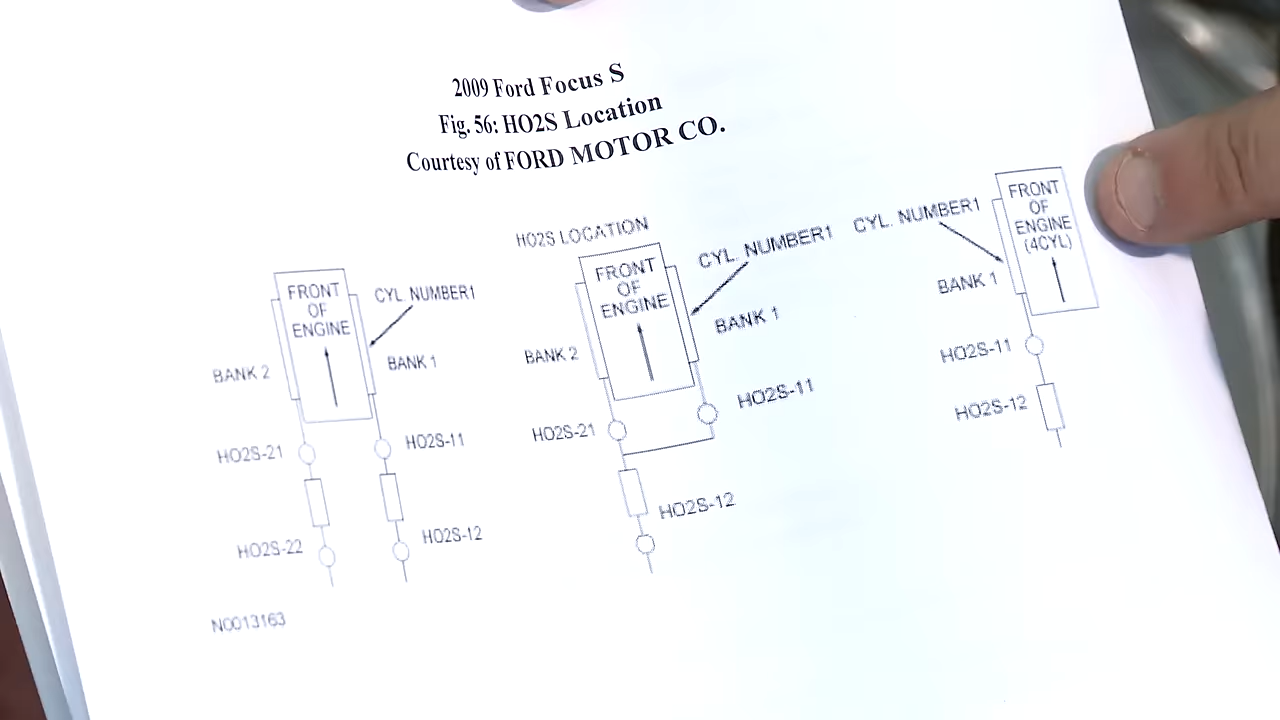 2009 Ford Focus S
Fig. 56: HO2S Location
Courtesy of FORD MOTOR CO.
HO2S LOCATION
FRONT
OF
ENGINE
CYL. NUMBER1
BANK 2
BANK 1
HO2S-21
HO2S-11
HO2S-22
HO2S-12
FRONT
OF
ENGINE
CYL. NUMBER1
BANK 2
BANK 1
HO2S-21
HO2S-11
HO2S-12
CYL. NUMBER1
FRONT
OF
ENGINE
(4CYL)
BANK 1
HO2S-11
HO2S-12
N0013163